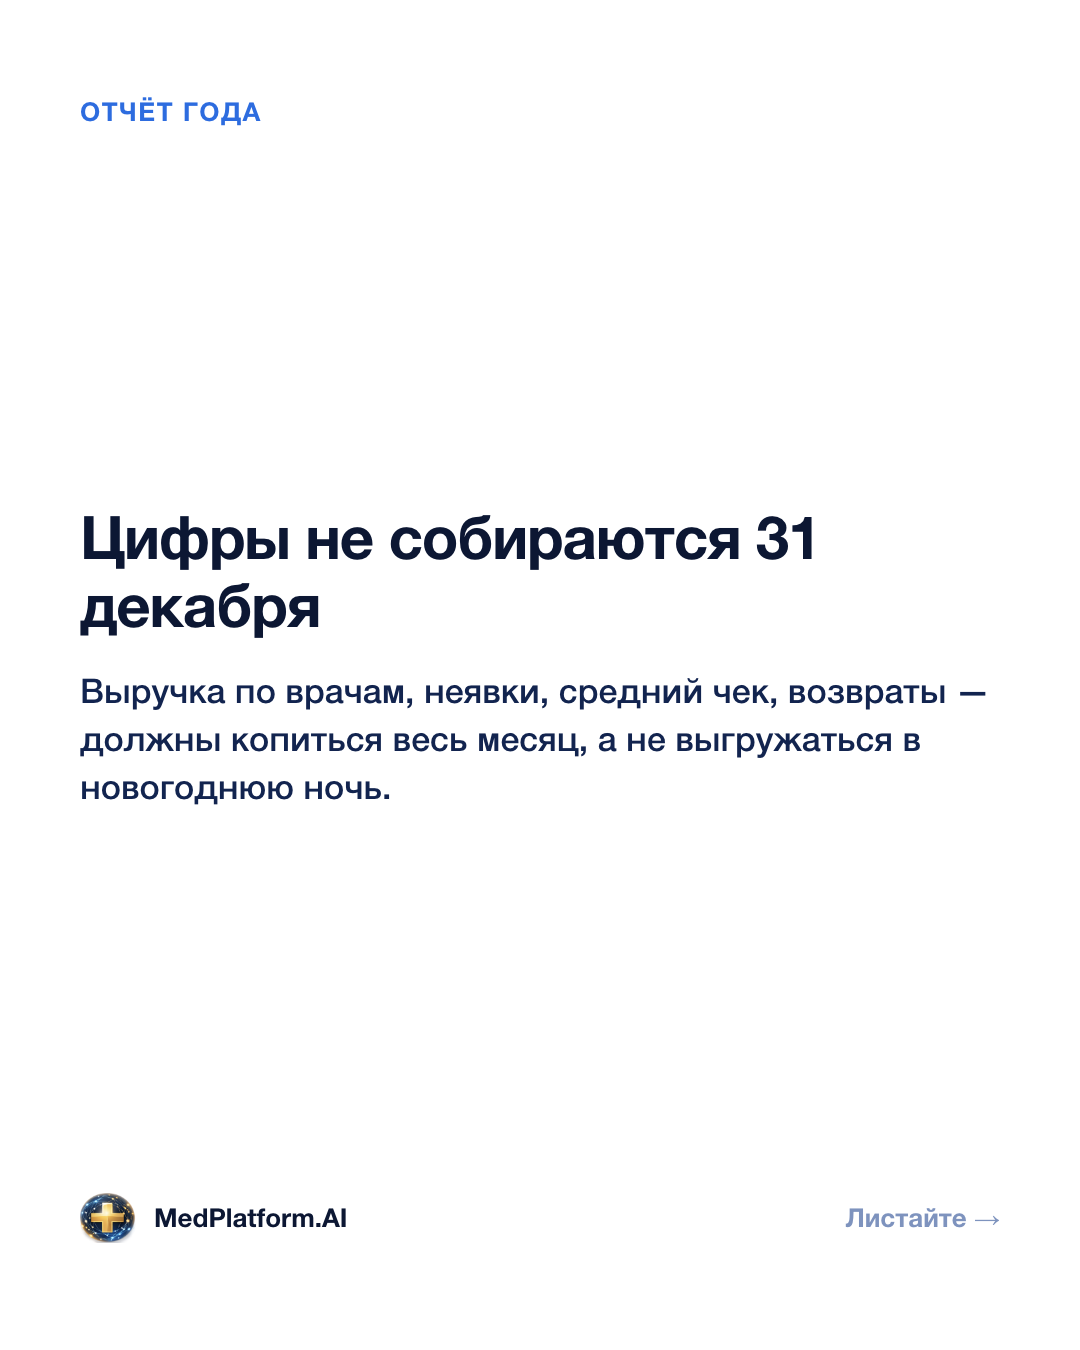 ОТЧЁТ ГОДА
Цифры не собираются 31
декабря
Выручка по врачам, неявки, средний чек, возвраты —
должны копиться весь месяц, а не выгружаться в
новогоднюю ночь.
MedPlatform.AI
Листайте →